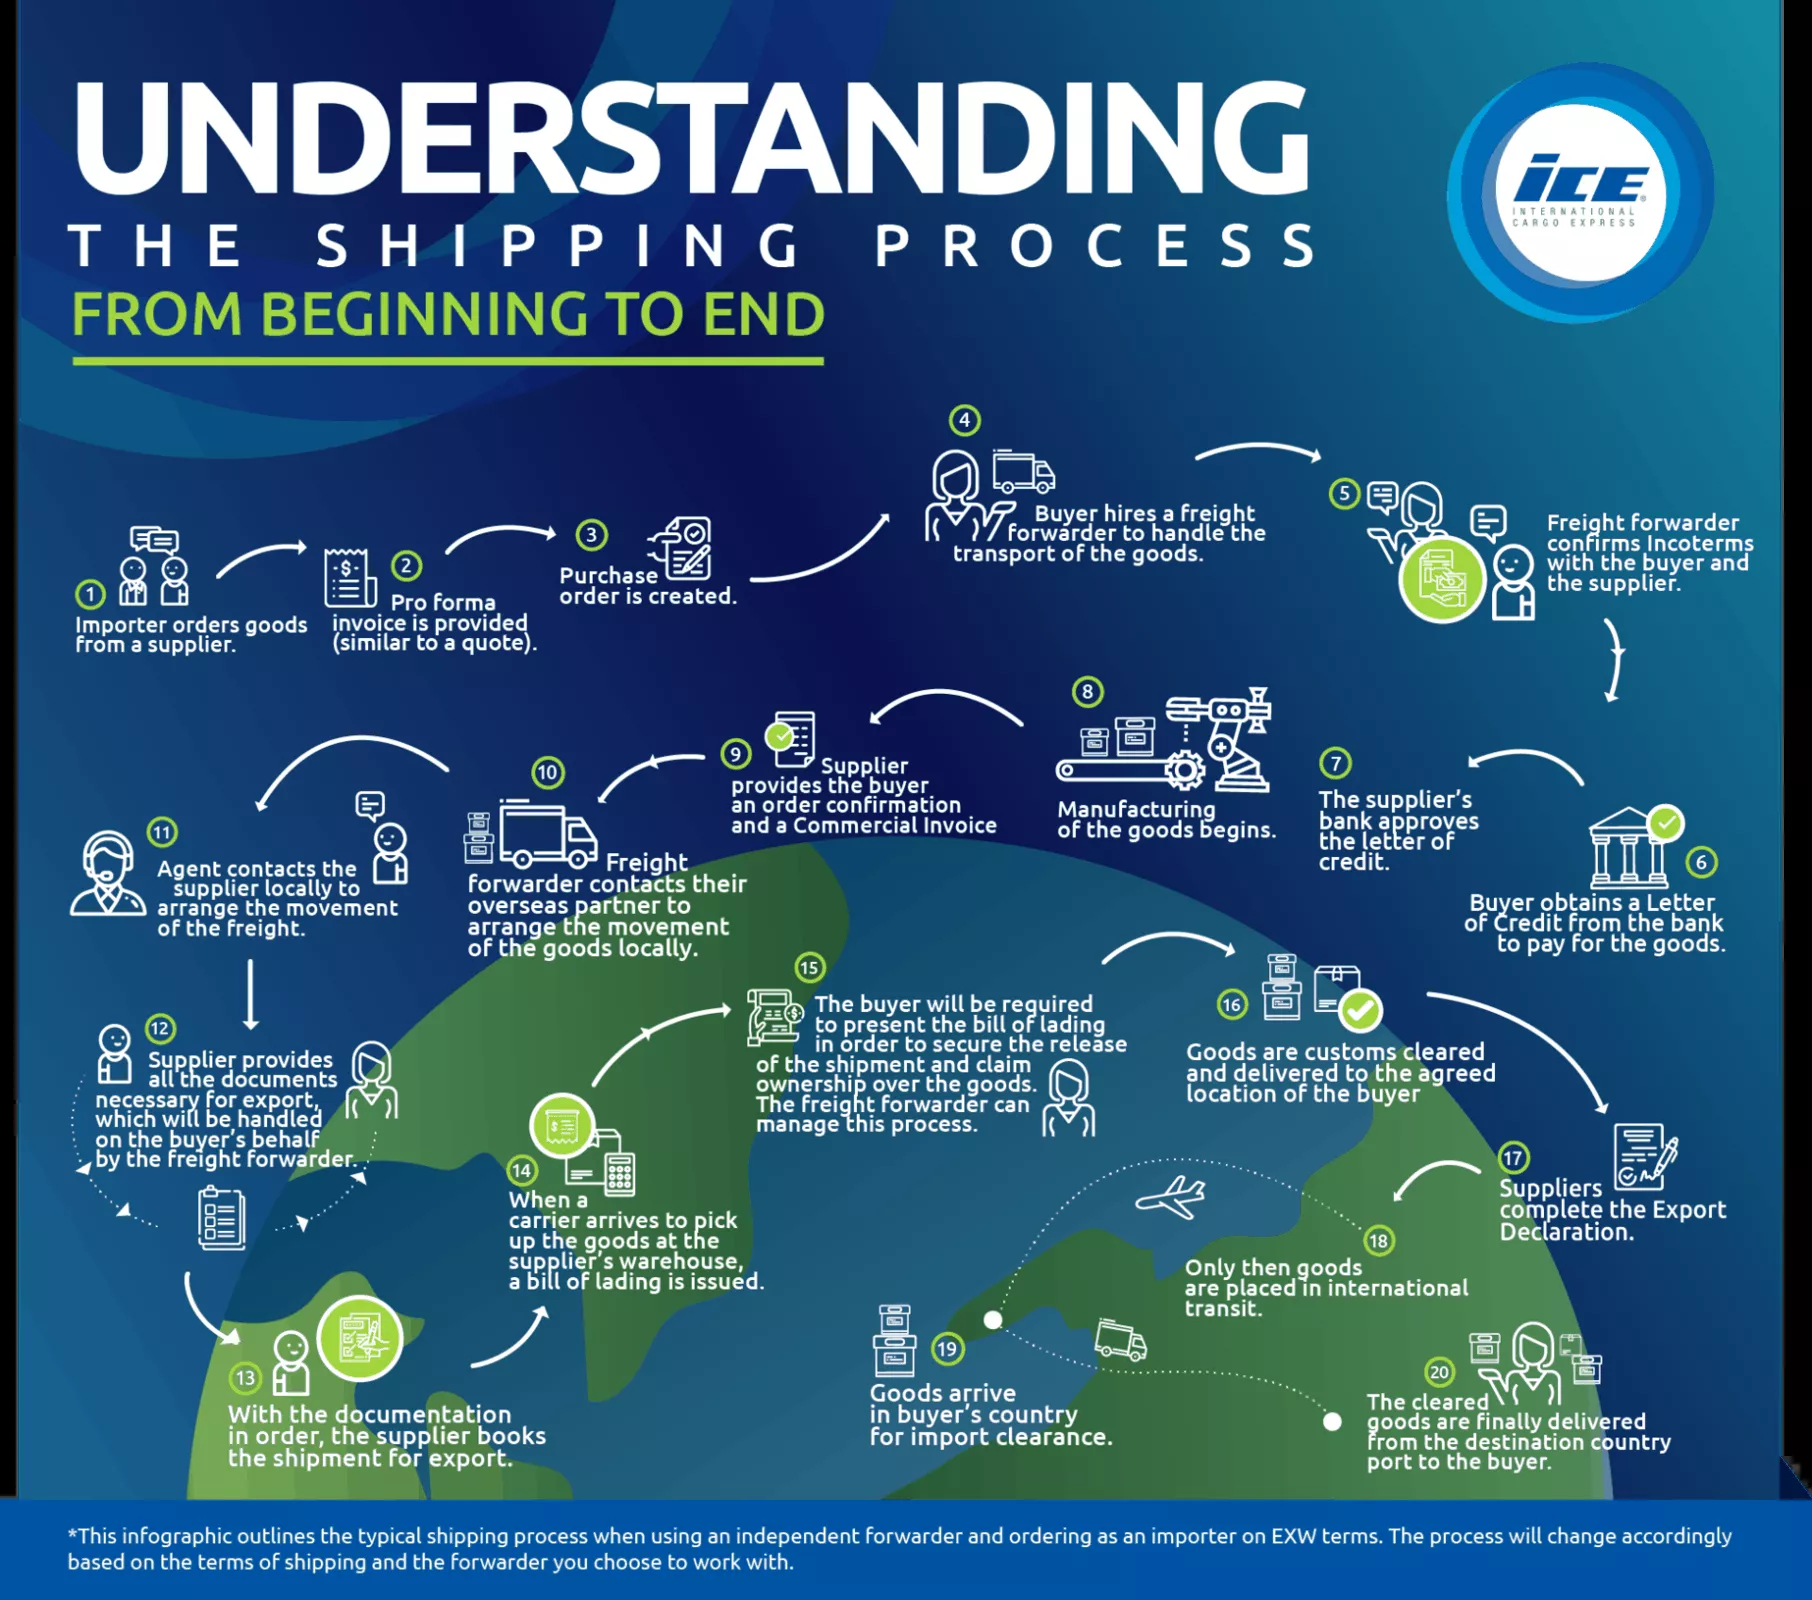 UNDERSTANDING
THE SHIPPING PROCESS
FROM BEGINNING TO END
iCE®
INTERNATIONAL
CARGO EXPRESS
1
Importer orders goods
from a supplier.
2
Pro forma
invoice is provided
(similar to a quote).
3
Purchase
order is created.
4
Buyer hires a freight
forwarder to handle the
transport of the goods.
5
Freight forwarder
confirms Incoterms
with the buyer and
the supplier.
6
Buyer obtains a Letter
of Credit from the bank
to pay for the goods.
7
The supplier's
bank approves
the letter of
credit.
8
Manufacturing
of the goods begins.
9
Supplier
provides the buyer
an order confirmation
and a Commercial Invoice
10
Freight
forwarder contacts their
overseas partner to
arrange the movement
of the goods locally.
11
Agent contacts the
supplier locally to
arrange the movement
of the freight.
12
Supplier provides
all the documents
necessary for export,
which will be handled
on the buyer's behalf
by the freight forwarder.
13
With the documentation
in order, the supplier books
the shipment for export.
14
When a
carrier arrives to pick
up the goods at the
supplier's warehouse,
a bill of lading is issued.
15
The buyer will be required
to present the bill of lading
in order to secure the release
of the shipment and claim
ownership over the goods.
The freight forwarder can
manage this process.
16
Goods are customs cleared
and delivered to the agreed
location of the buyer
17
Suppliers
complete the Export
Declaration.
18
Only then goods
are placed in international
transit.
19
Goods arrive
in buyer's country
for import clearance.
20
The cleared
goods are finally delivered
from the destination country
port to the buyer.
*This infographic outlines the typical shipping process when using an independent forwarder and ordering as an importer on EXW terms. The process will change accordingly
based on the terms of shipping and the forwarder you choose to work with.